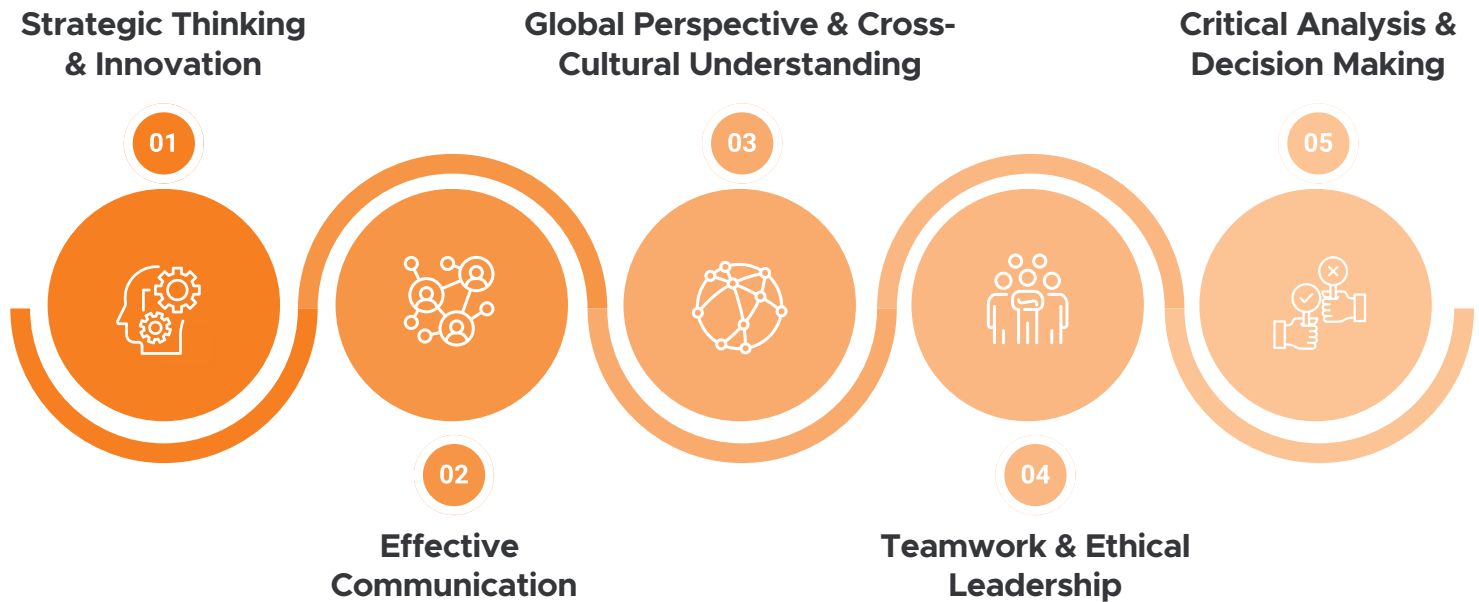 Strategic Thinking
& Innovation
01
Effective
Communication
02
Global Perspective & Cross-
Cultural Understanding
03
Teamwork & Ethical
Leadership
04
Critical Analysis &
Decision Making
05